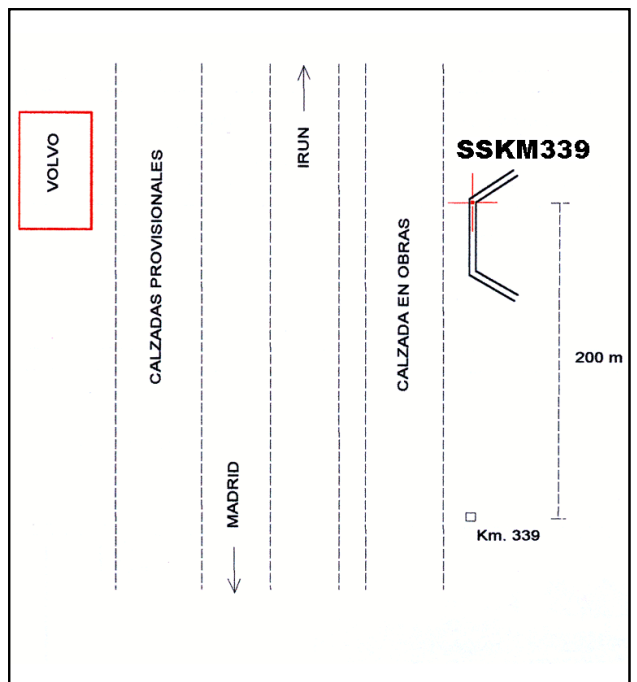 VOLVO
CALZADAS PROVISIONALES
MADRID
IRUN
CALZADA EN OBRAS
SSKM339
200 m
Km. 339